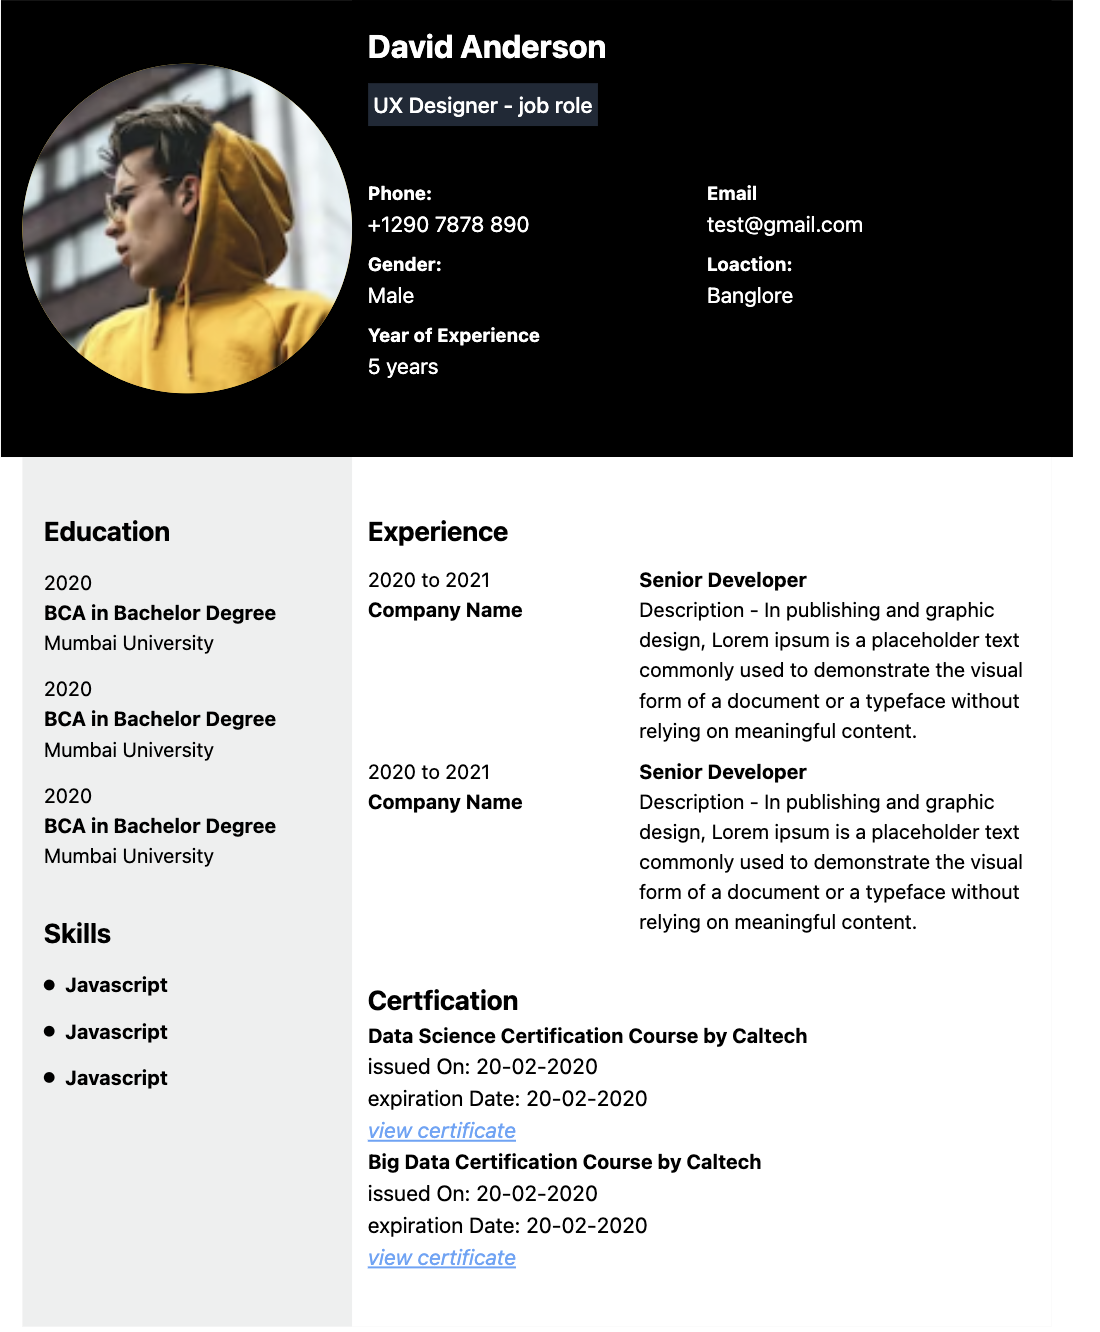 David Anderson
UX Designer - job role
Phone:
+1290 7878 890
Email
test@gmail.com
Gender:
Male
Loaction:
Banglore
Year of Experience
5 years
Education
2020
BCA in Bachelor Degree
Mumbai University
2020
BCA in Bachelor Degree
Mumbai University
2020
BCA in Bachelor Degree
Mumbai University
Skills
Javascript
Javascript
Javascript
Experience
2020 to 2021
Company Name
Senior Developer
Description - In publishing and graphic
design, Lorem ipsum is a placeholder text
commonly used to demonstrate the visual
form of a document or a typeface without
relying on meaningful content.
2020 to 2021
Company Name
Senior Developer
Description - In publishing and graphic
design, Lorem ipsum is a placeholder text
commonly used to demonstrate the visual
form of a document or a typeface without
relying on meaningful content.
Certfication
Data Science Certification Course by Caltech
issued On: 20-02-2020
expiration Date: 20-02-2020
view certificate
Big Data Certification Course by Caltech
issued On: 20-02-2020
expiration Date: 20-02-2020
view certificate